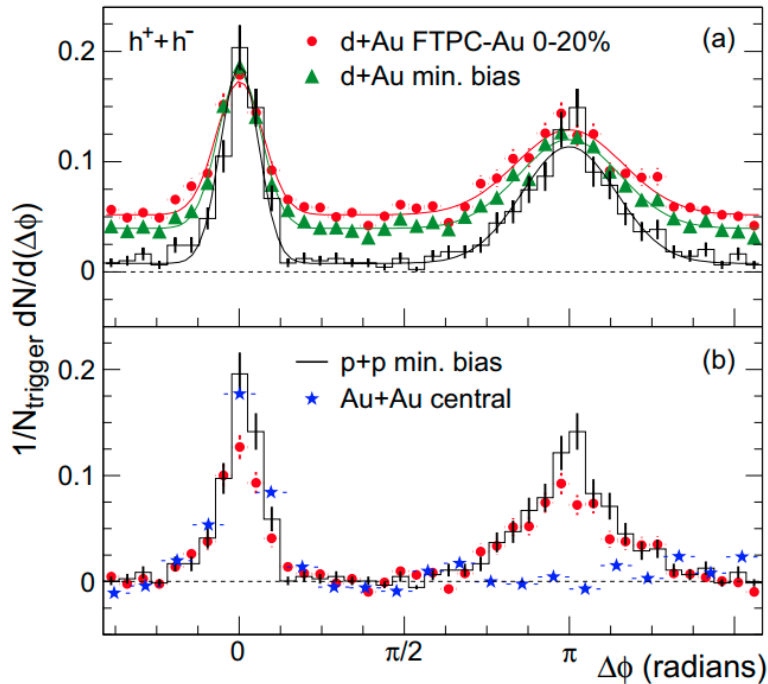 h⁺+h⁻
d+Au FTPC-Au 0-20%
(a)
d+Au min. bias
0.2
0.1
0
1/N_trigger dN/d(Δϕ)
p+p min. bias
(b)
Au+Au central
0.2
0.1
0
0
π/2
π
Δϕ (radians)